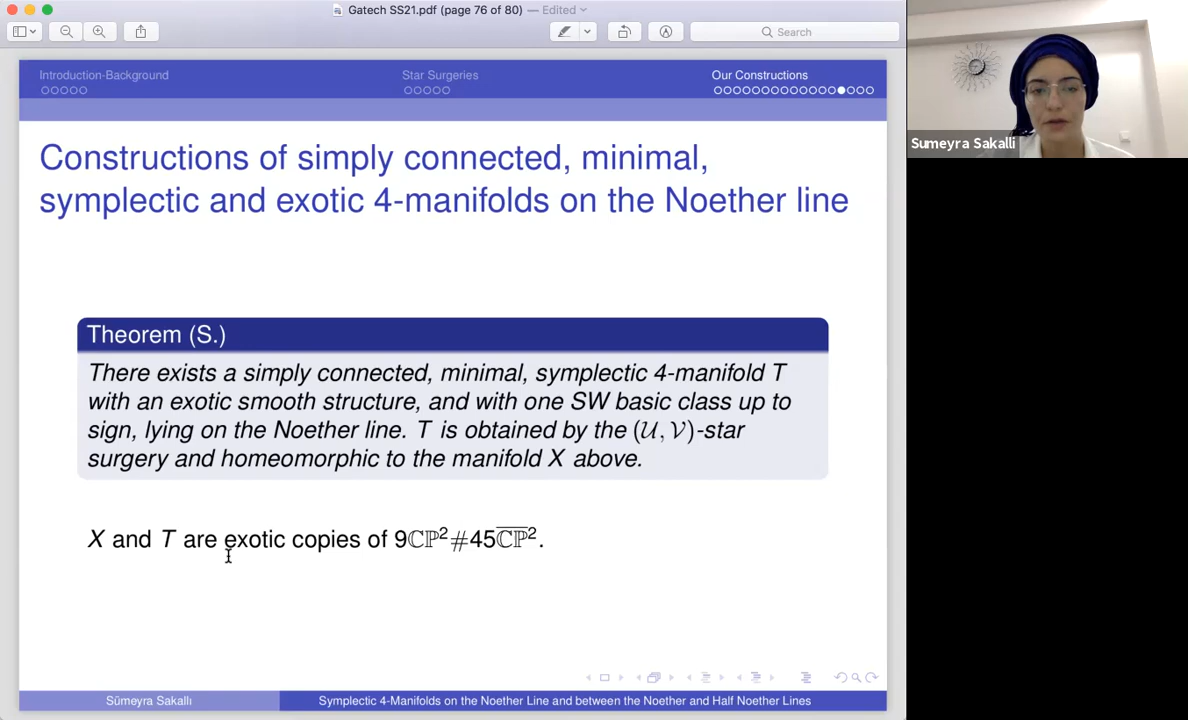 Gatech SS21.pdf (page 76 of 80) — Edited
Search
Introduction-Background
Star Surgeries
Our Constructions
Constructions of simply connected, minimal,
symplectic and exotic 4-manifolds on the Noether line
Theorem (S.)
There exists a simply connected, minimal, symplectic 4-manifold T
with an exotic smooth structure, and with one SW basic class up to
sign, lying on the Noether line. T is obtained by the (𝒰, 𝒱)-star
surgery and homeomorphic to the manifold X above.
X and T are exotic copies of 9ℂℙ²#45ℂℙ̅².
Sümeyra Sakallı
Symplectic 4-Manifolds on the Noether Line and between the Noether and Half Noether Lines
Sumeyra Sakalli